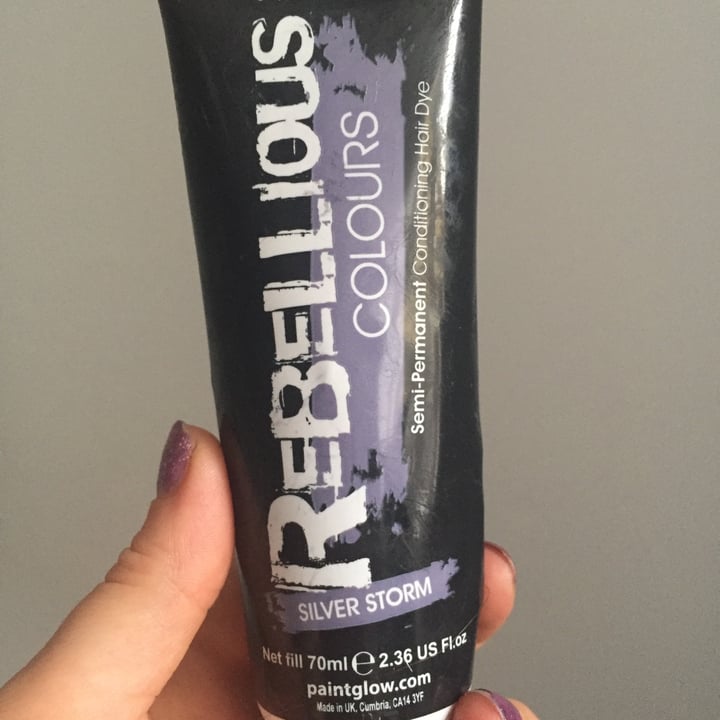 REBELLIOUS
COLOURS
Semi-Permanent Conditioning Hair Dye
SILVER STORM
Net fill 70ml ℮ 2.36 US Fl.oz
paintglow.com
Made in UK, Cumbria, CA14 3YF